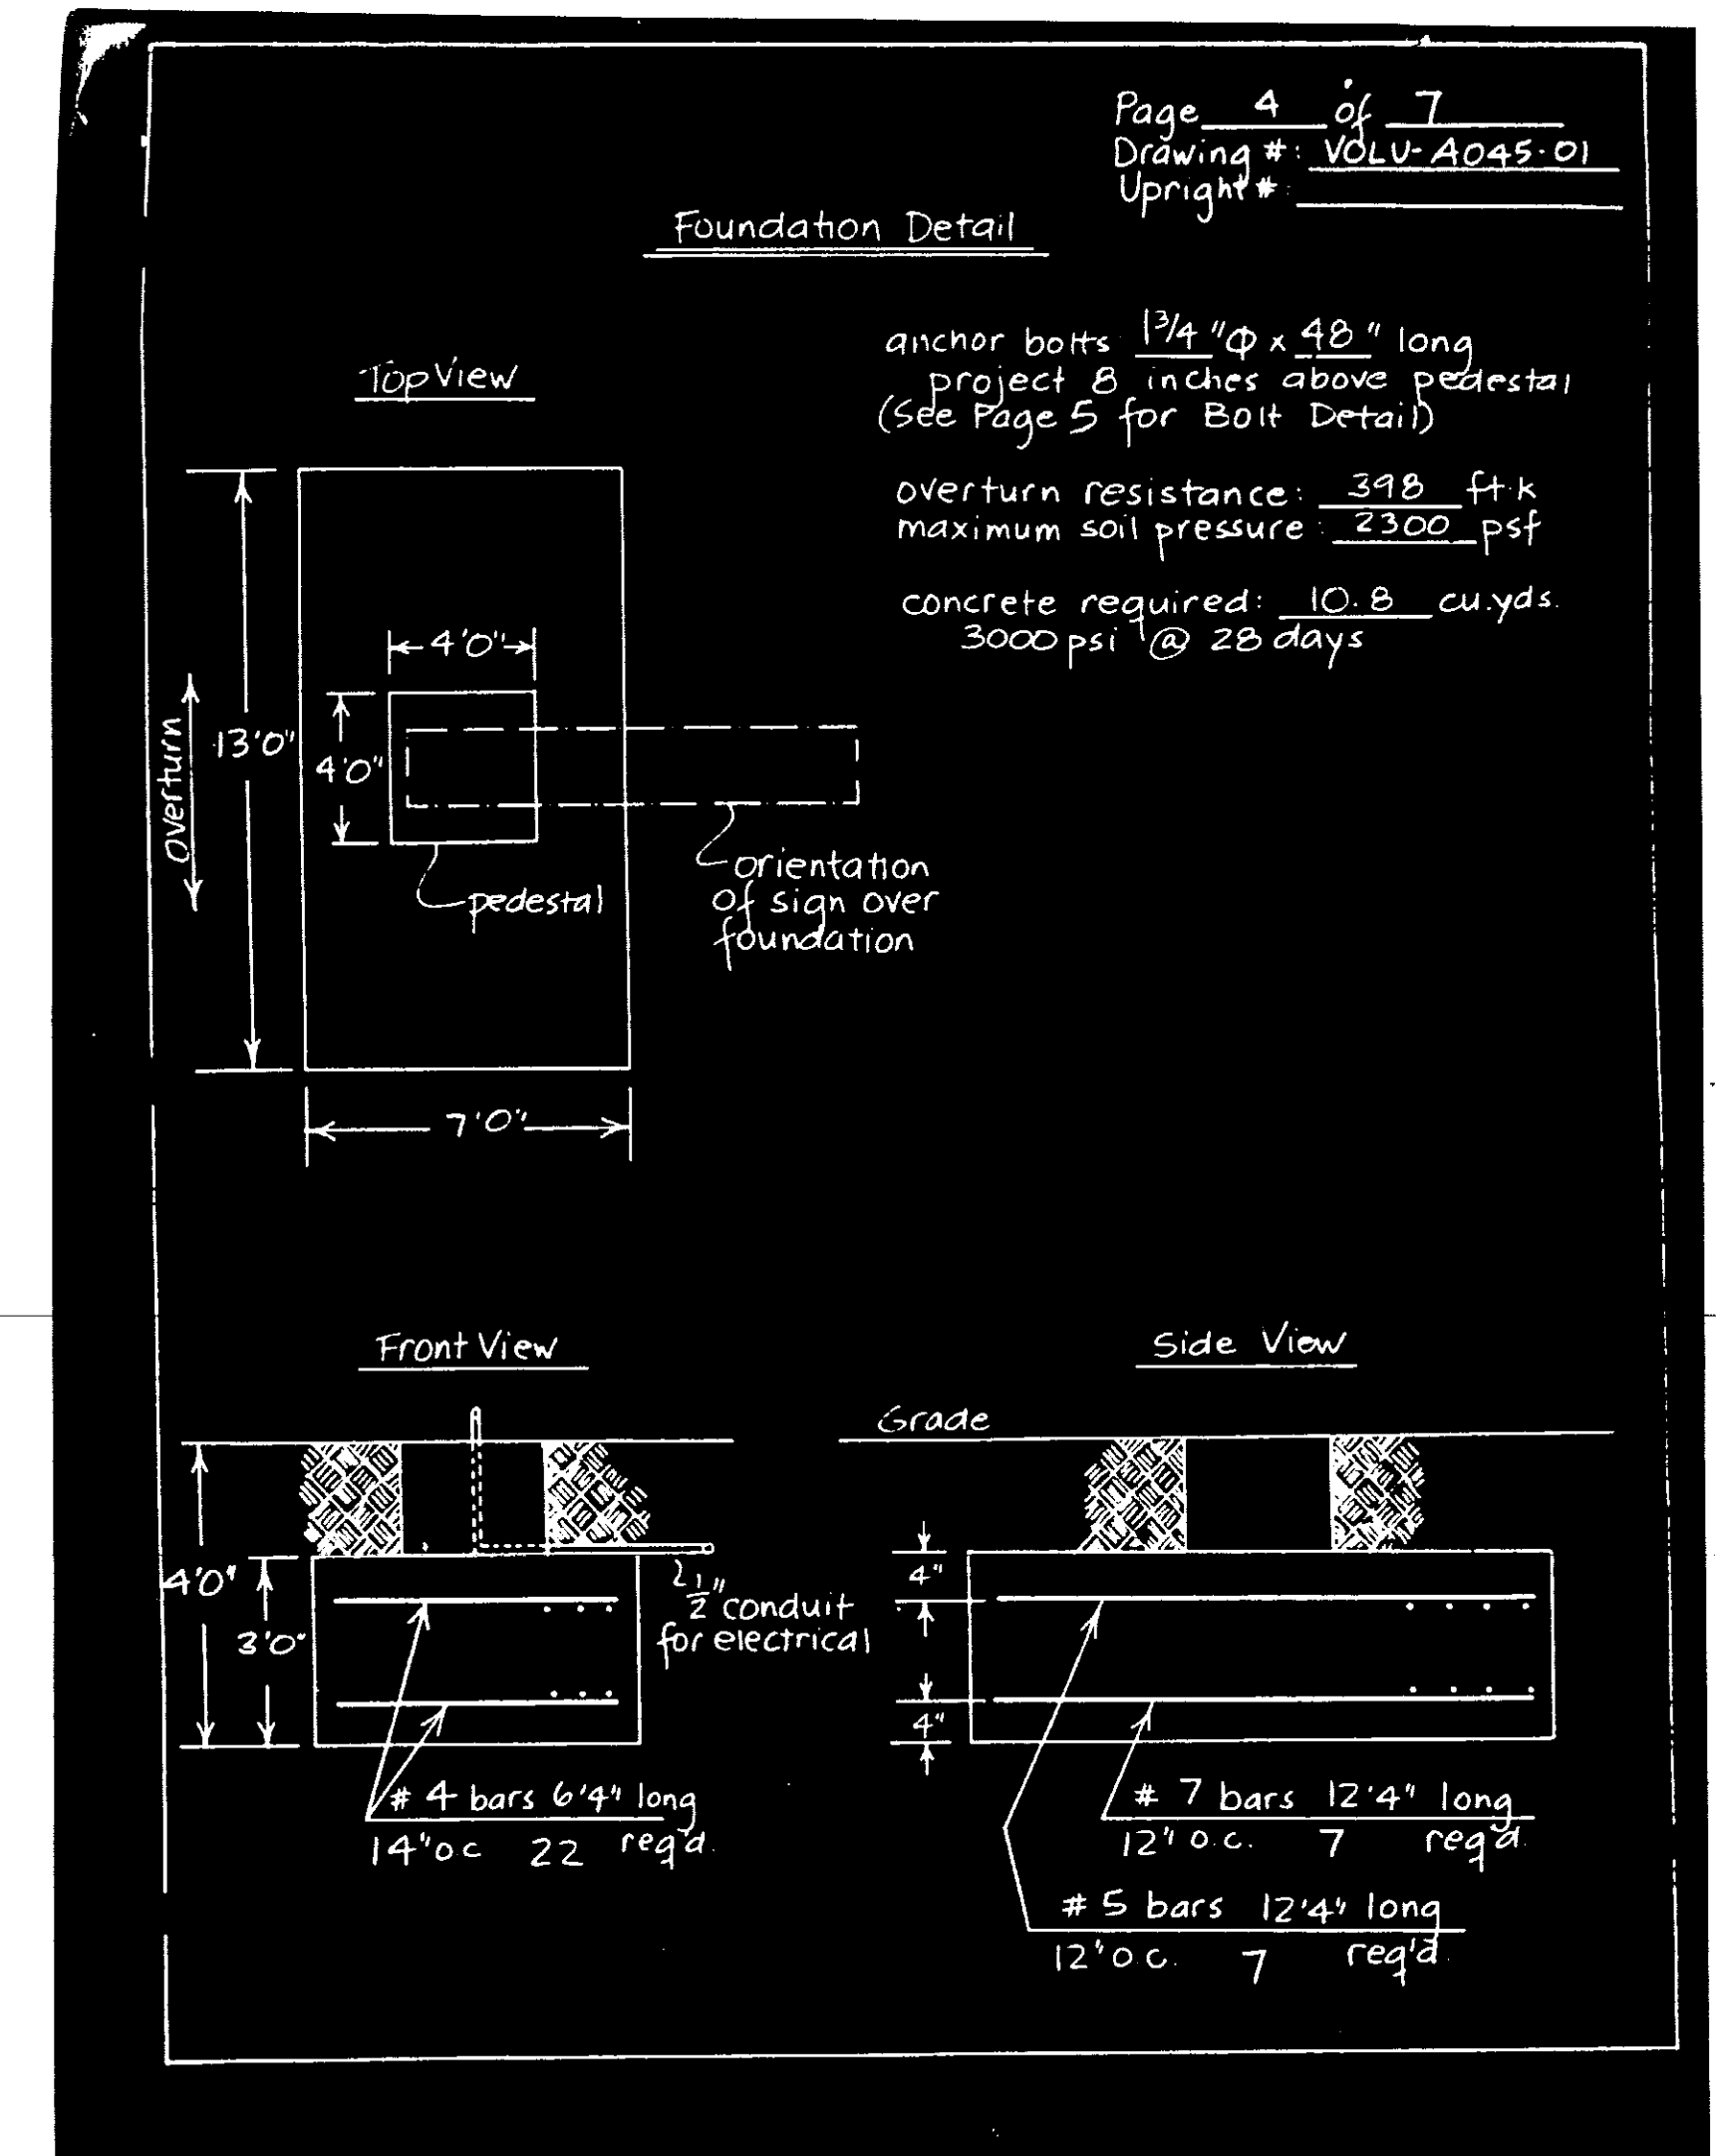 Page 4 of 7
Drawing #: VOLU-A045-01
Upright #:
Foundation Detail
anchor bolts 1 3/4 "Φ x 48" long
project 8 inches above pedestal
(See Page 5 for Bolt Detail)
Top View
overturn resistance: 398 ft·k
maximum soil pressure: 2300 psf
concrete required: 10.8 cu.yds.
3000 psi @ 28 days
4'0"
Overturn
13'0"
4'0"
pedestal
orientation
of sign over
foundation
7'0"
Front View
Side View
Grade
4'0"
3'0"
2 1/2" conduit
for electrical
4"
4"
# 4 bars 6'4" long
14" o.c 22 req'd.
# 7 bars 12'4" long
12" o.c. 7 req'd.
# 5 bars 12'4" long
12" o.c. 7 req'd.